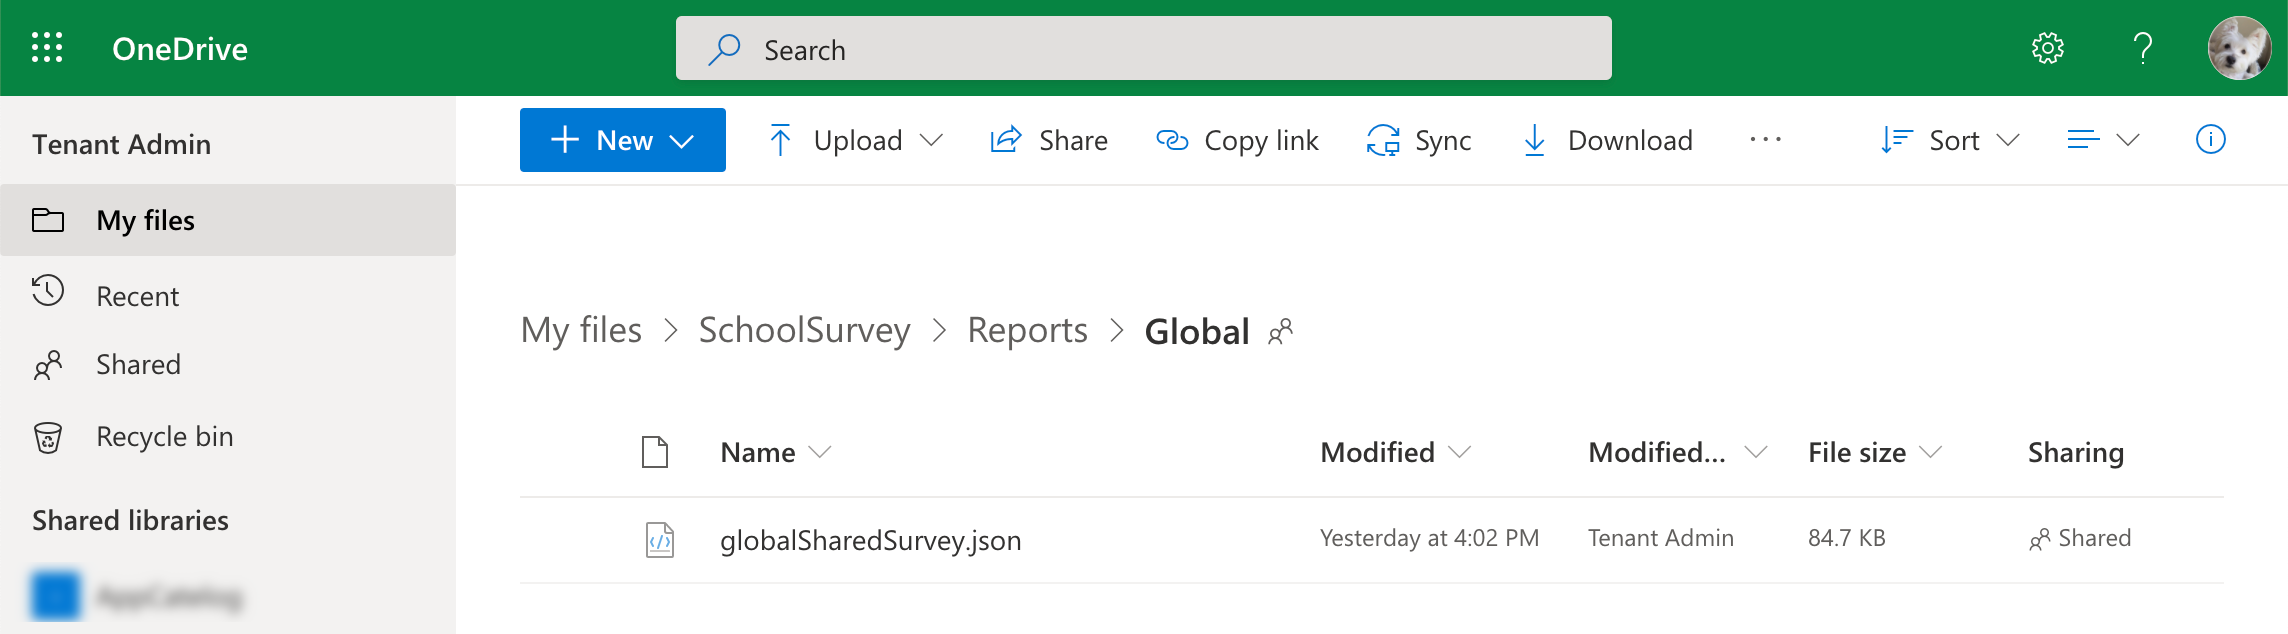 OneDrive
Search
Tenant Admin
My files
Recent
Shared
Recycle bin
Shared libraries
New
Upload
Share
Copy link
Sync
Download
Sort
My files > SchoolSurvey > Reports > Global
Name Modified Modified... File size Sharing
globalSharedSurvey.json Yesterday at 4:02 PM Tenant Admin 84.7 KB Shared